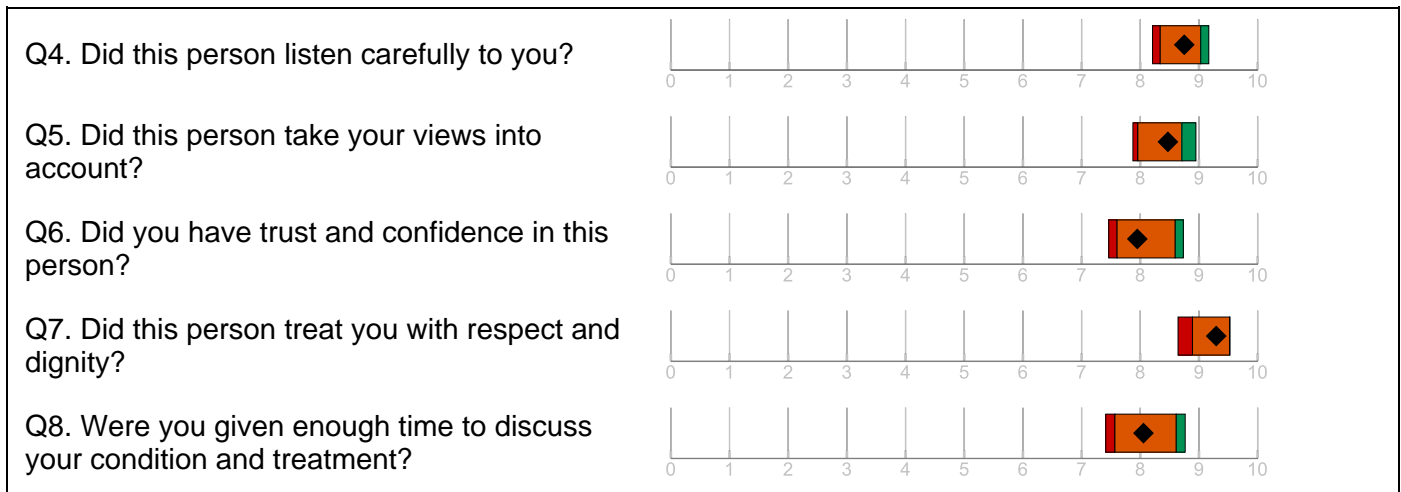 Q4. Did this person listen carefully to you?
0 1 2 3 4 5 6 7 8 9 10
Q5. Did this person take your views into
account?
0 1 2 3 4 5 6 7 8 9 10
Q6. Did you have trust and confidence in this
person?
0 1 2 3 4 5 6 7 8 9 10
Q7. Did this person treat you with respect and
dignity?
0 1 2 3 4 5 6 7 8 9 10
Q8. Were you given enough time to discuss
your condition and treatment?
0 1 2 3 4 5 6 7 8 9 10